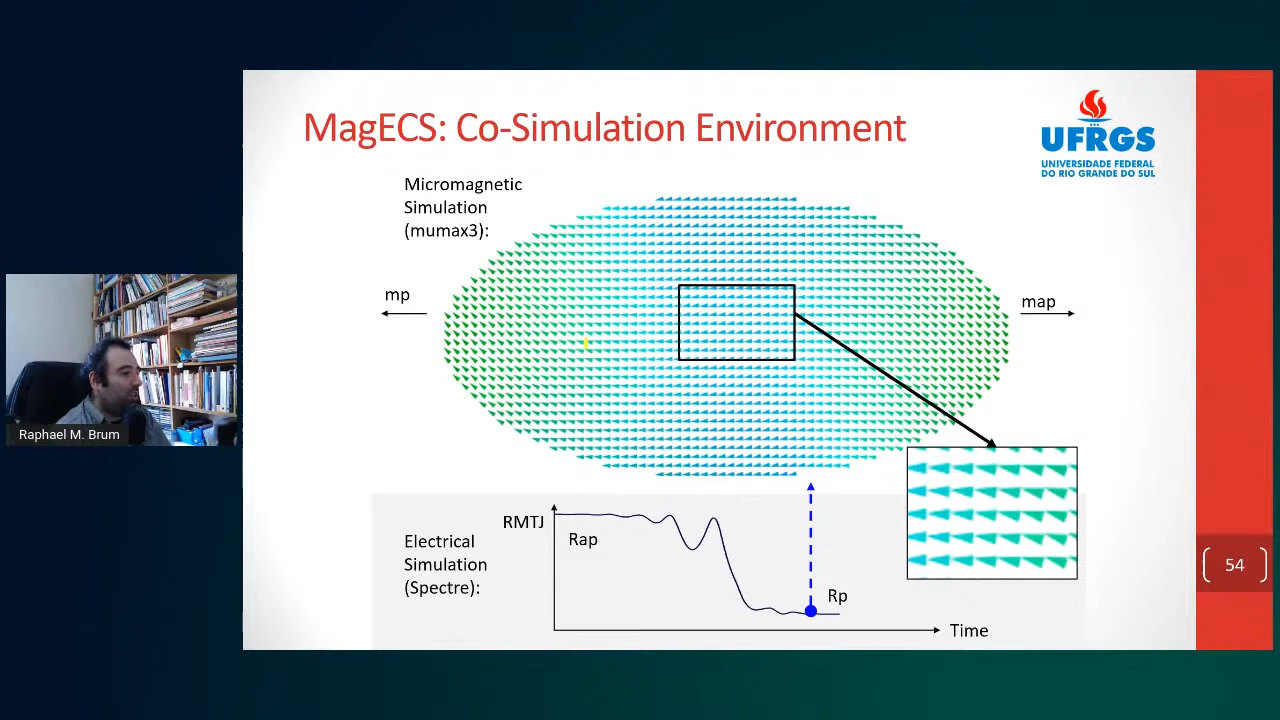 MagECS: Co-Simulation Environment
UFRGS
UNIVERSIDADE FEDERAL
DO RIO GRANDE DO SUL
Micromagnetic
Simulation
(mumax3):
mp
map
Raphael M. Brum
RMTJ
Rap
Electrical
Simulation
(Spectre):
Rp
Time
54